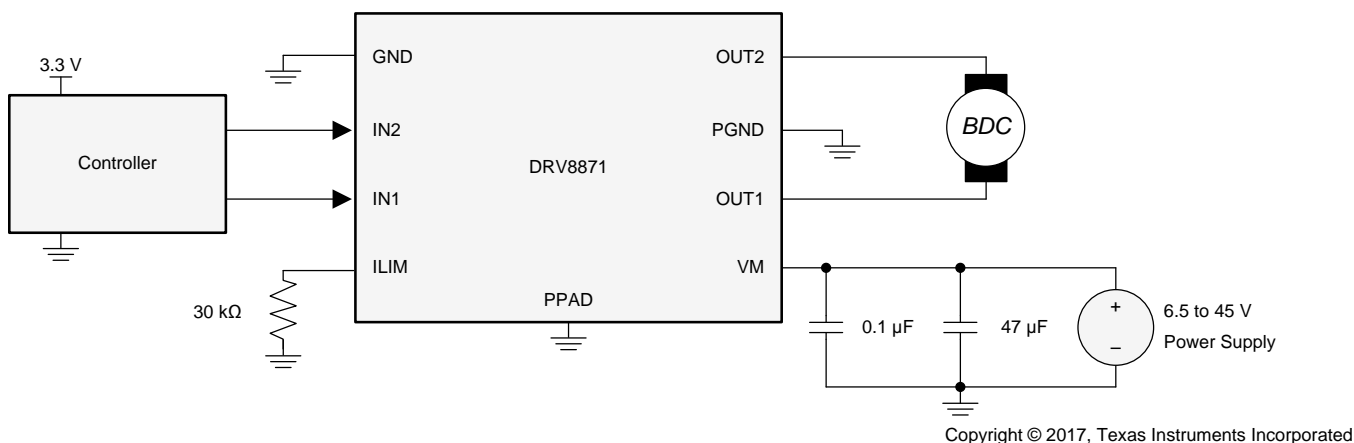 3.3 V
Controller
GND
IN2
IN1
ILIM
DRV8871
PPAD
OUT2
PGND
OUT1
VM
BDC
30 kΩ
0.1 µF
47 µF
+
–
6.5 to 45 V
Power Supply
Copyright © 2017, Texas Instruments Incorporated